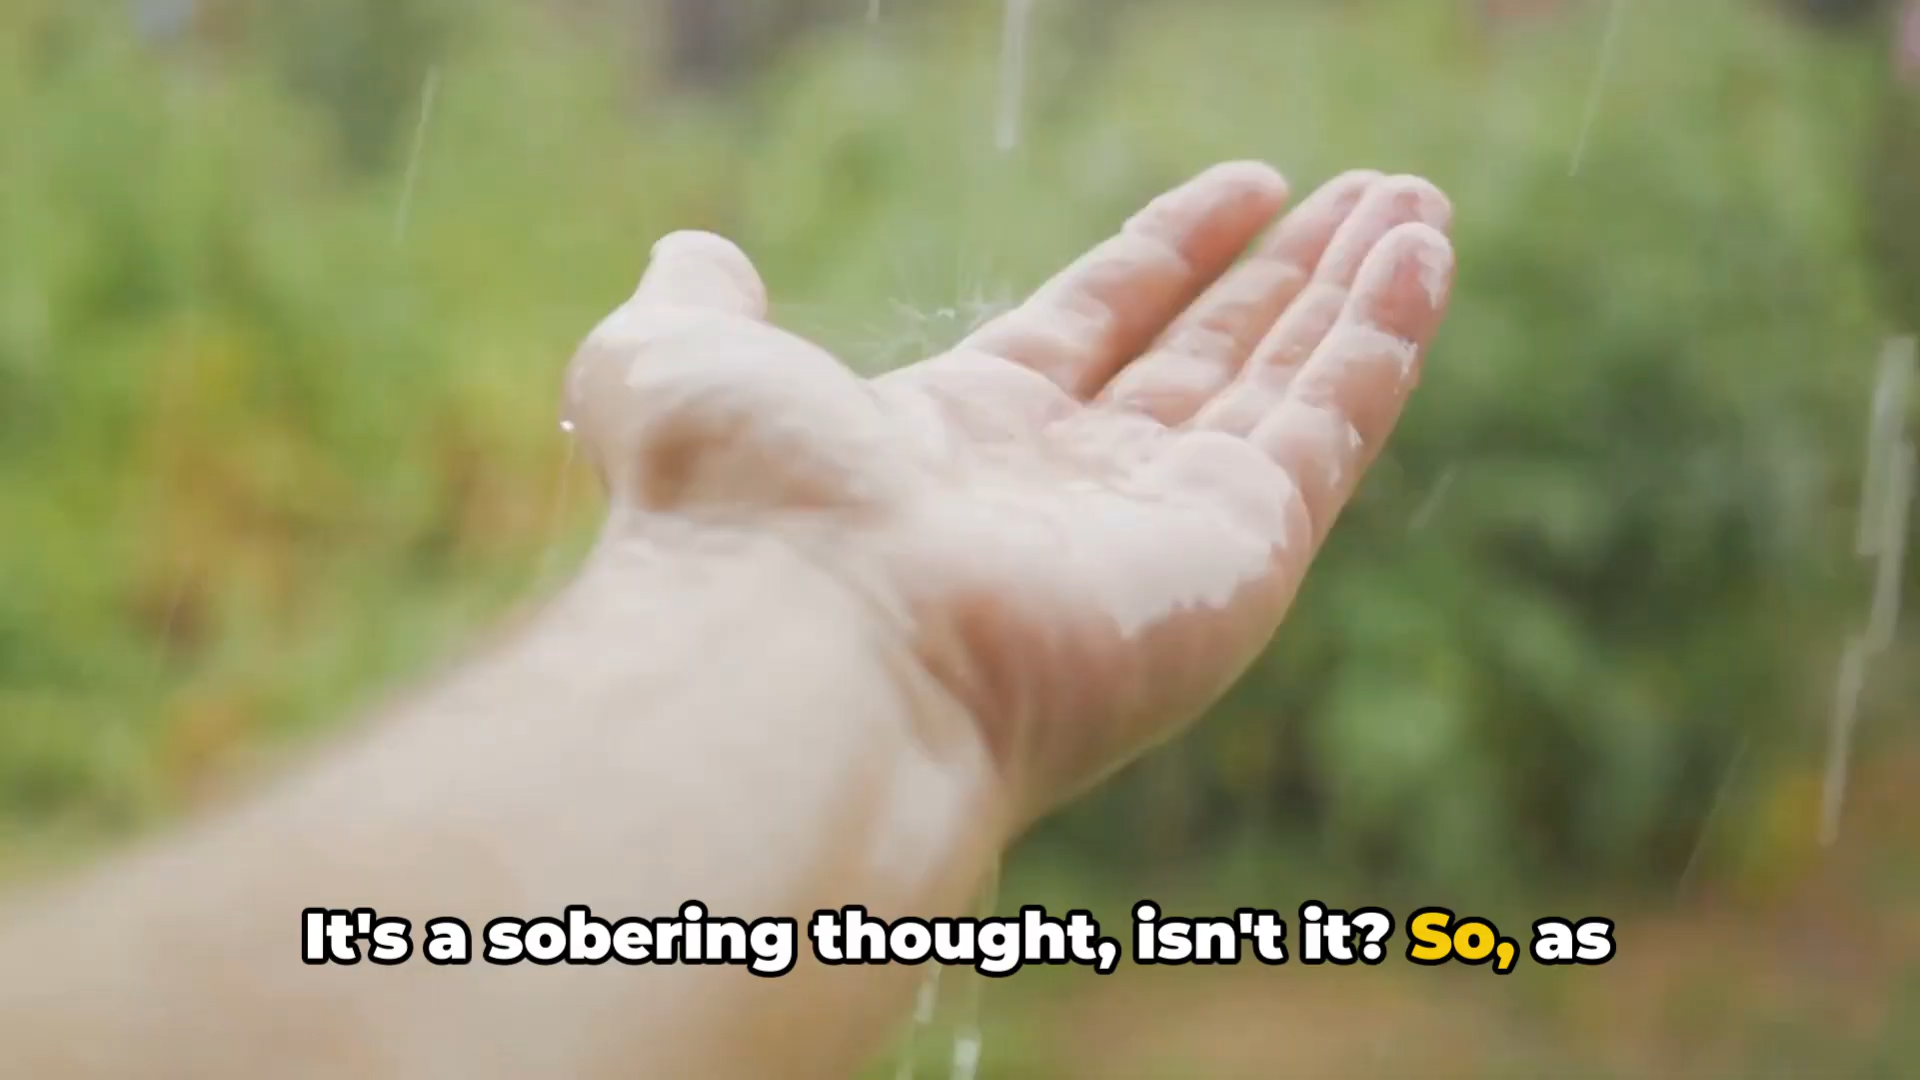 It's a sobering thought, isn't it? So, as